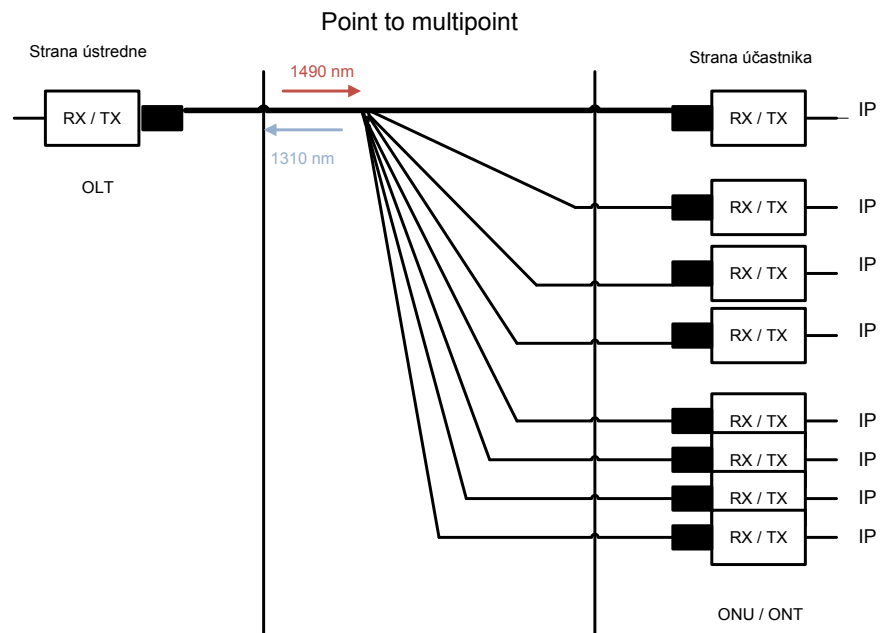 Point to multipoint
Strana ústredne
Strana účastnika
1490 nm
RX / TX
RX / TX
IP
1310 nm
OLT
RX / TX
IP
RX / TX
IP
RX / TX
IP
RX / TX
IP
RX / TX
IP
RX / TX
IP
RX / TX
IP
ONU / ONT